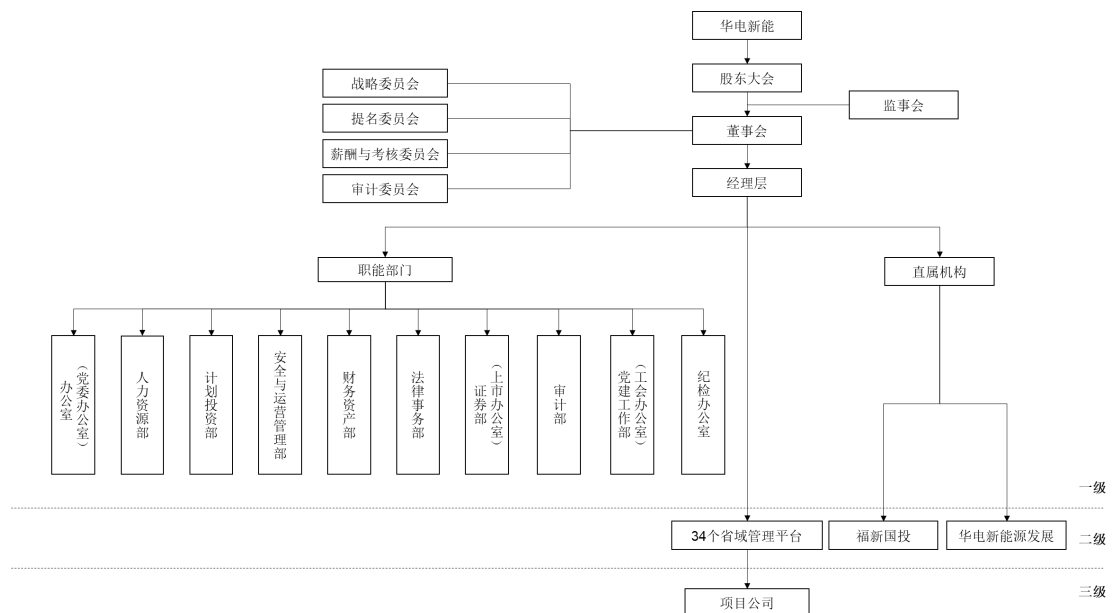 华电新能
股东大会
监事会
战略委员会
提名委员会
薪酬与考核委员会
审计委员会
董事会
经理层
职能部门
直属机构
办公室
（党委办公室）
人力资源部
计划投资部
安全与运营管理部
财务资产部
法律事务部
证券部
（上市办公室）
审计部
党建工作部
（工会办公室）
纪检办公室
一级
34个省域管理平台
福新国投
华电新能源发展
二级
项目公司
三级